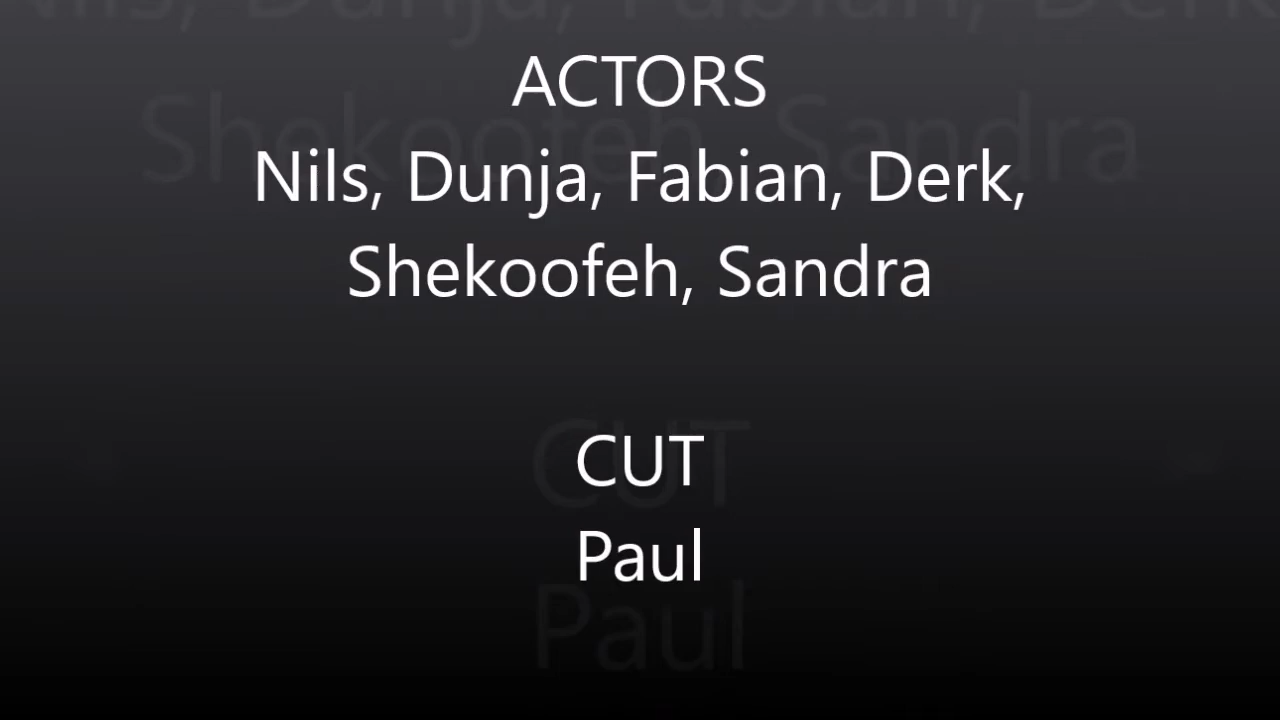 ACTORS
Nils, Dunja, Fabian, Derk,
Shekoofeh, Sandra
CUT
Paul